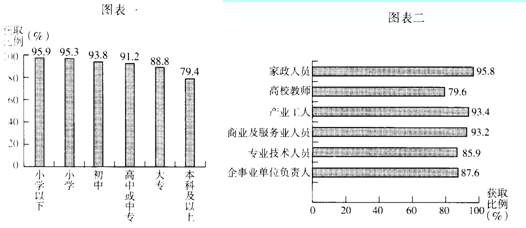 图表一
获取
比例(%)
95.9 95.3 93.8 91.2 88.8 79.4
100
80
60
40
20
0
小学以下
小学
初中
高中或中专
大专
本科及以上
图表二
家政人员 95.8
高校教师 79.6
产业工人 93.4
商业及服务业人员 93.2
专业技术人员 85.9
企事业单位负责人 87.6
0 20 40 60 80 100
获取
比例(%)